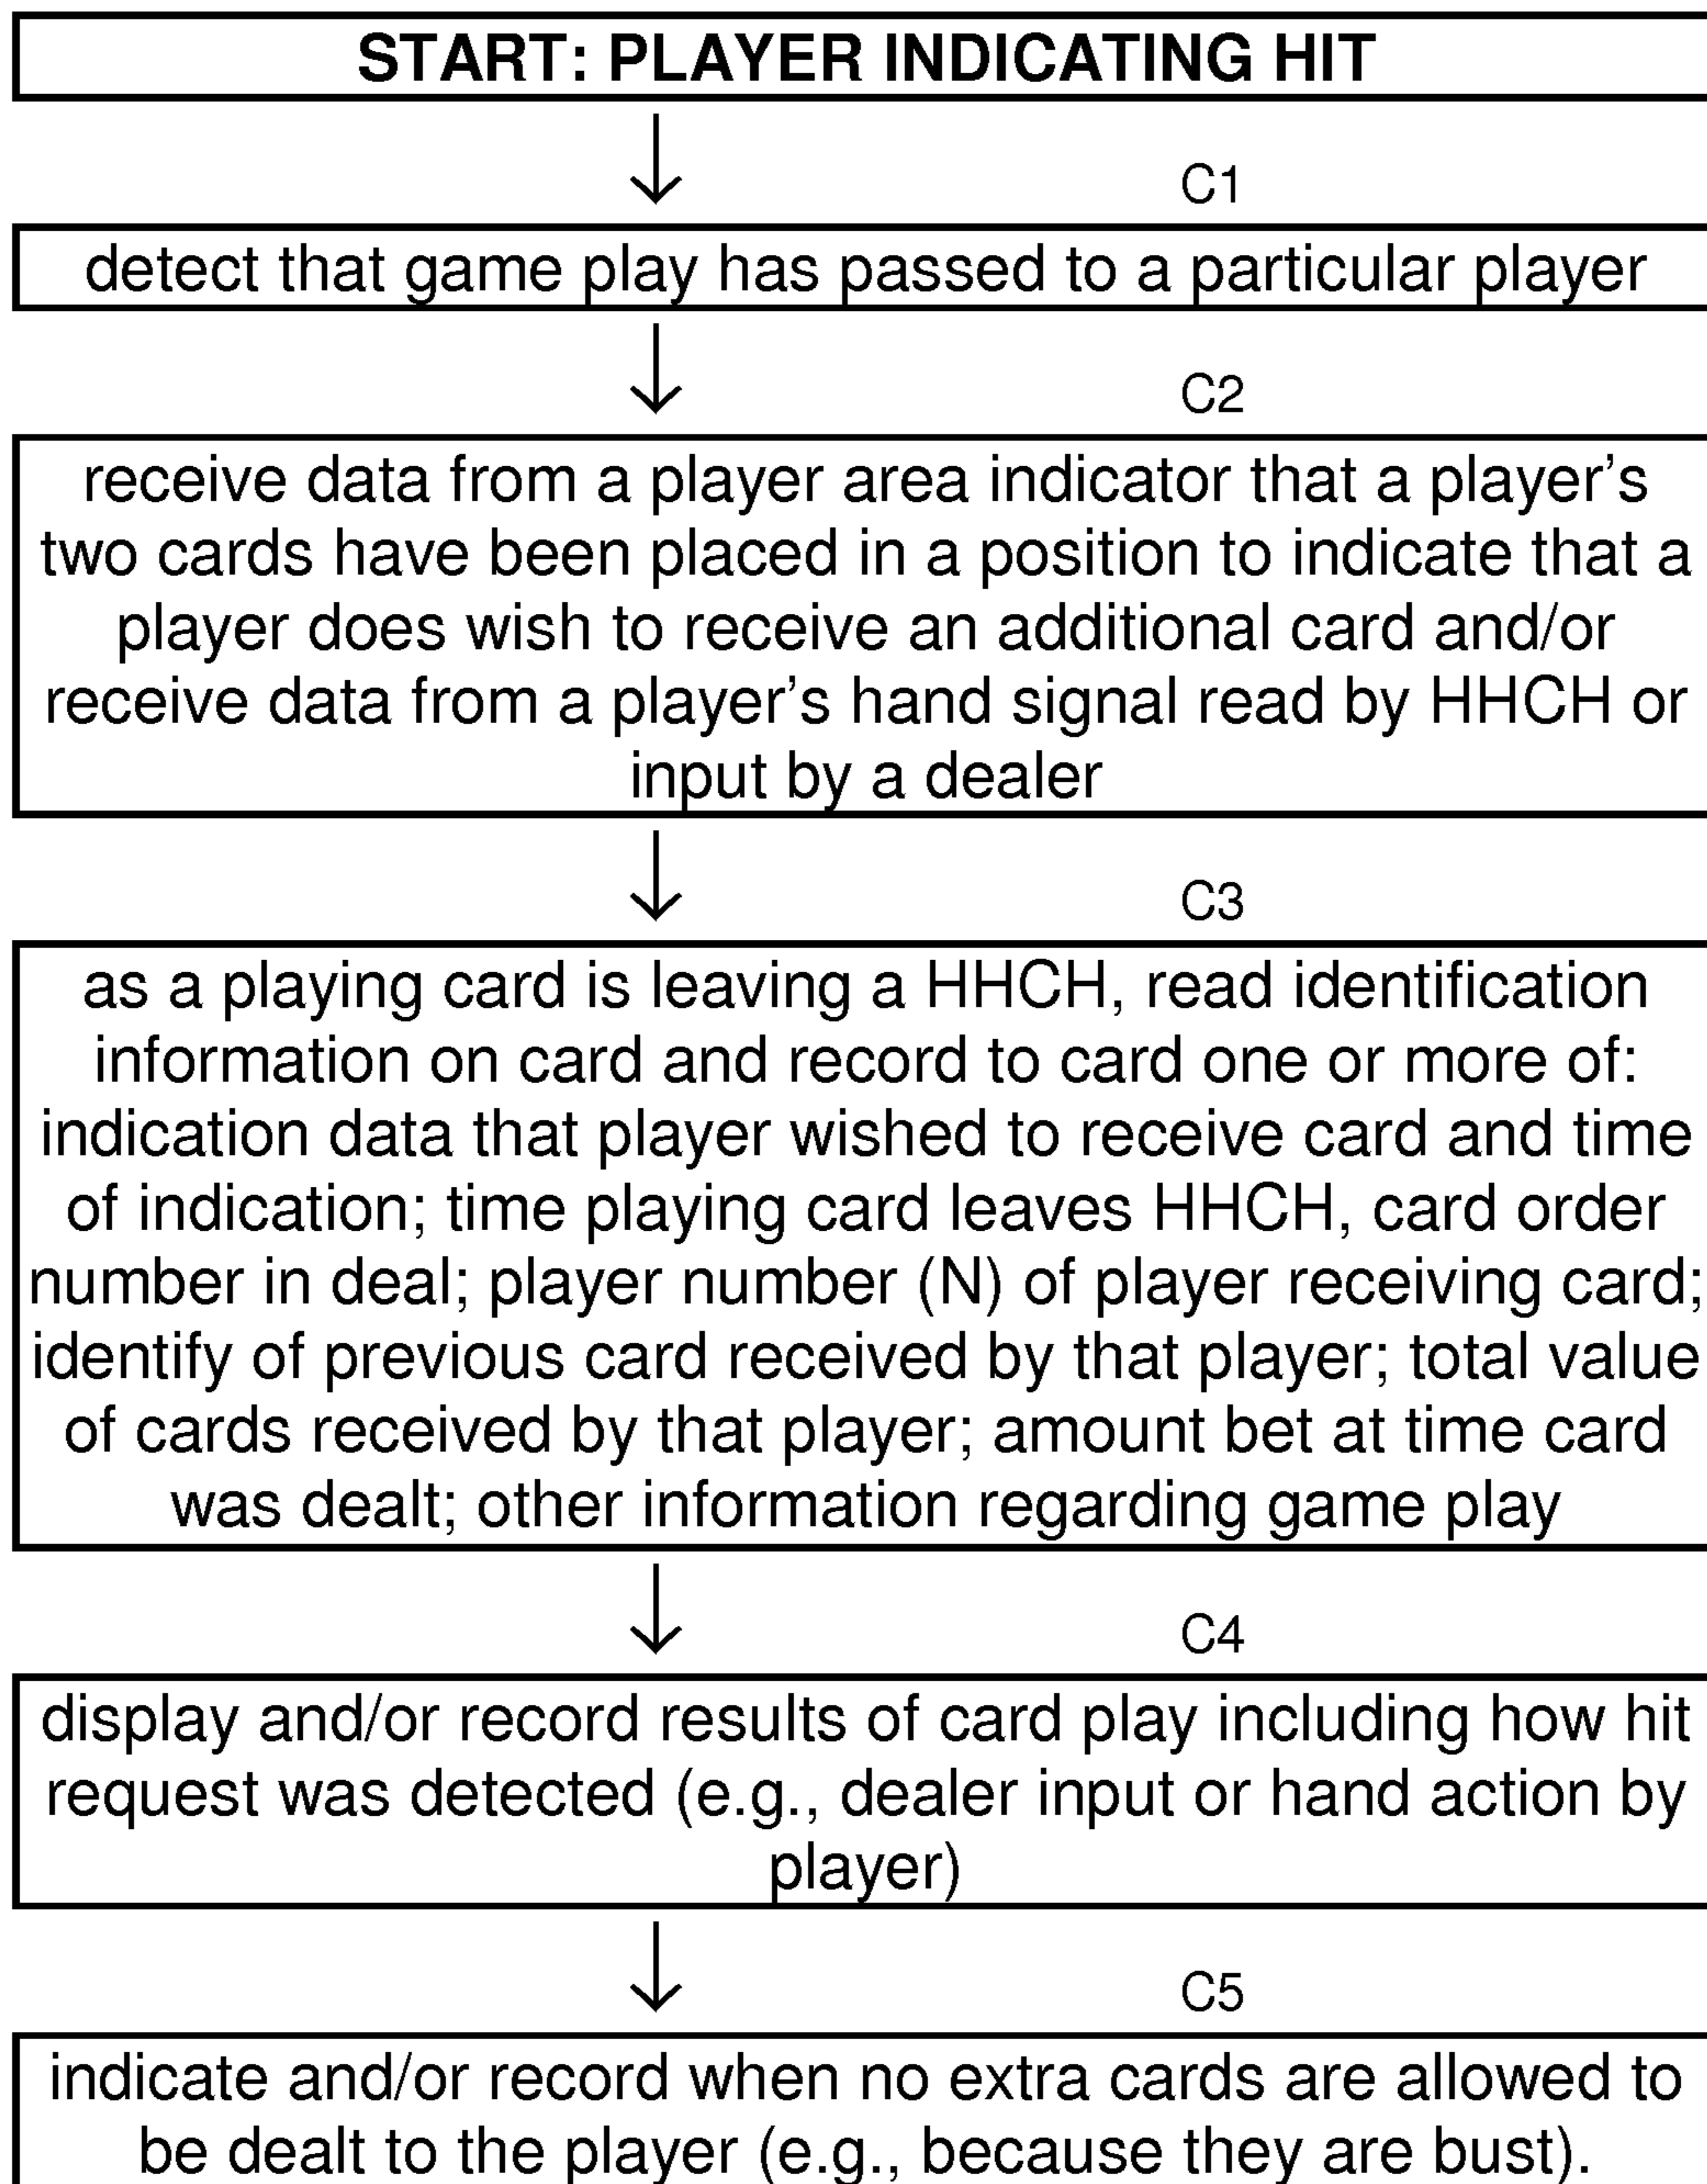 START: PLAYER INDICATING HIT
C1
detect that game play has passed to a particular player
C2
receive data from a player area indicator that a player's
two cards have been placed in a position to indicate that a
player does wish to receive an additional card and/or
receive data from a player's hand signal read by HHCH or
input by a dealer
C3
as a playing card is leaving a HHCH, read identification
information on card and record to card one or more of:
indication data that player wished to receive card and time
of indication; time playing card leaves HHCH, card order
number in deal; player number (N) of player receiving card;
identify of previous card received by that player; total value
of cards received by that player; amount bet at time card
was dealt; other information regarding game play
C4
display and/or record results of card play including how hit
request was detected (e.g., dealer input or hand action by
player)
C5
indicate and/or record when no extra cards are allowed to
be dealt to the player (e.g., because they are bust).